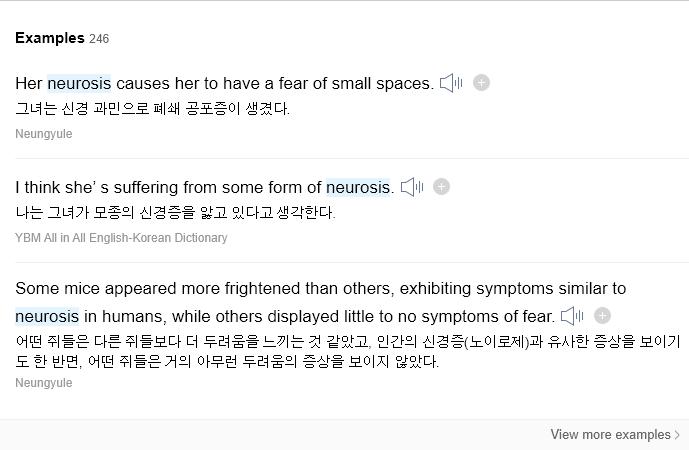 Examples 246
Her neurosis causes her to have a fear of small spaces.
그녀는 신경 과민으로 폐쇄 공포증이 생겼다.
Neungyule
I think she’ s suffering from some form of neurosis.
나는 그녀가 모종의 신경증을 앓고 있다고 생각한다.
YBM All in All English-Korean Dictionary
Some mice appeared more frightened than others, exhibiting symptoms similar to
neurosis in humans, while others displayed little to no symptoms of fear.
어떤 쥐들은 다른 쥐들보다 더 두려움을 느끼는 것 같았고, 인간의 신경증(노이로제)과 유사한 증상을 보이기
도 한 반면, 어떤 쥐들은 거의 아무런 두려움의 증상을 보이지 않았다.
Neungyule
View more examples